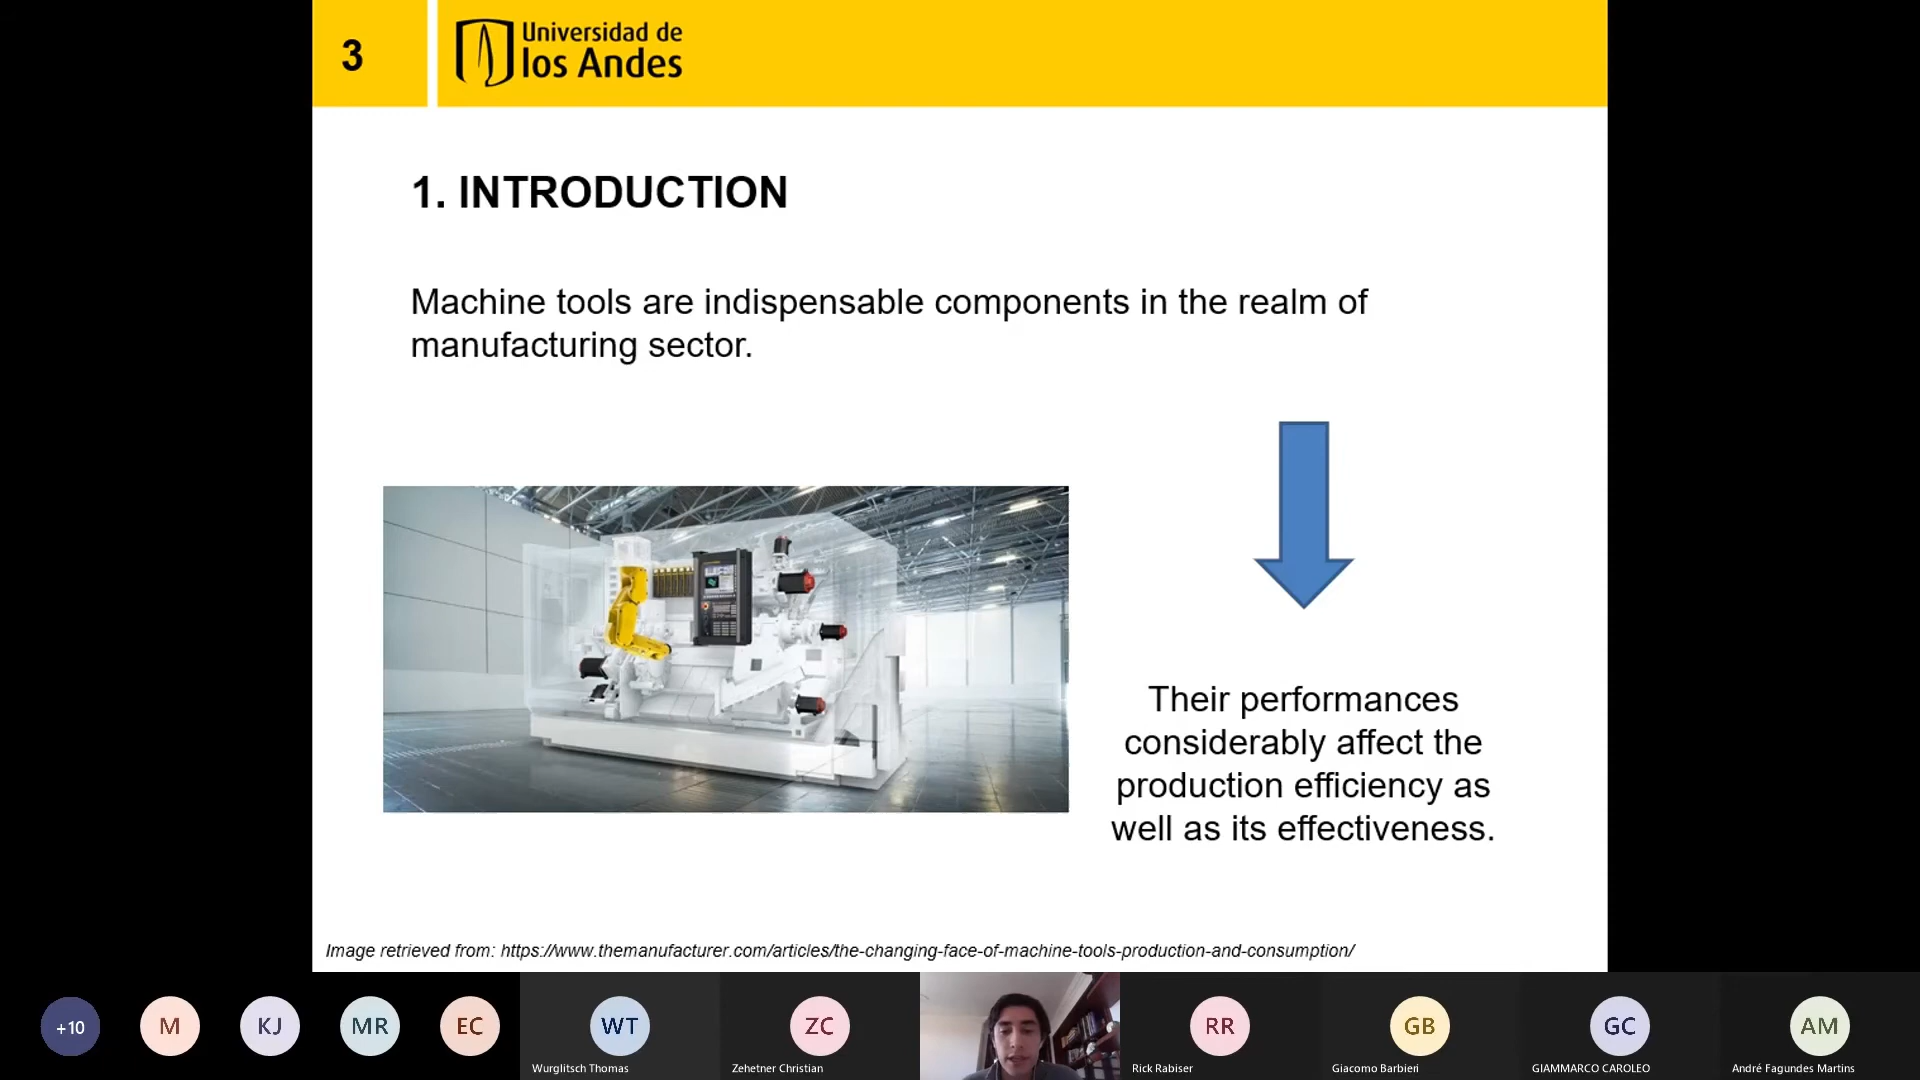 3
Universidad de
los Andes
1. INTRODUCTION
Machine tools are indispensable components in the realm of
manufacturing sector.
Their performances
considerably affect the
production efficiency as
well as its effectiveness.
Image retrieved from: https://www.themanufacturer.com/articles/the-changing-face-of-machine-tools-production-and-consumption/
+10
M
KJ
MR
EC
WT
Wurglitsch Thomas
ZC
Zehetner Christian
RR
Rick Rabiser
GB
Giacomo Barbieri
GC
GIAMMARCO CAROLEO
AM
André Fagundes Martins